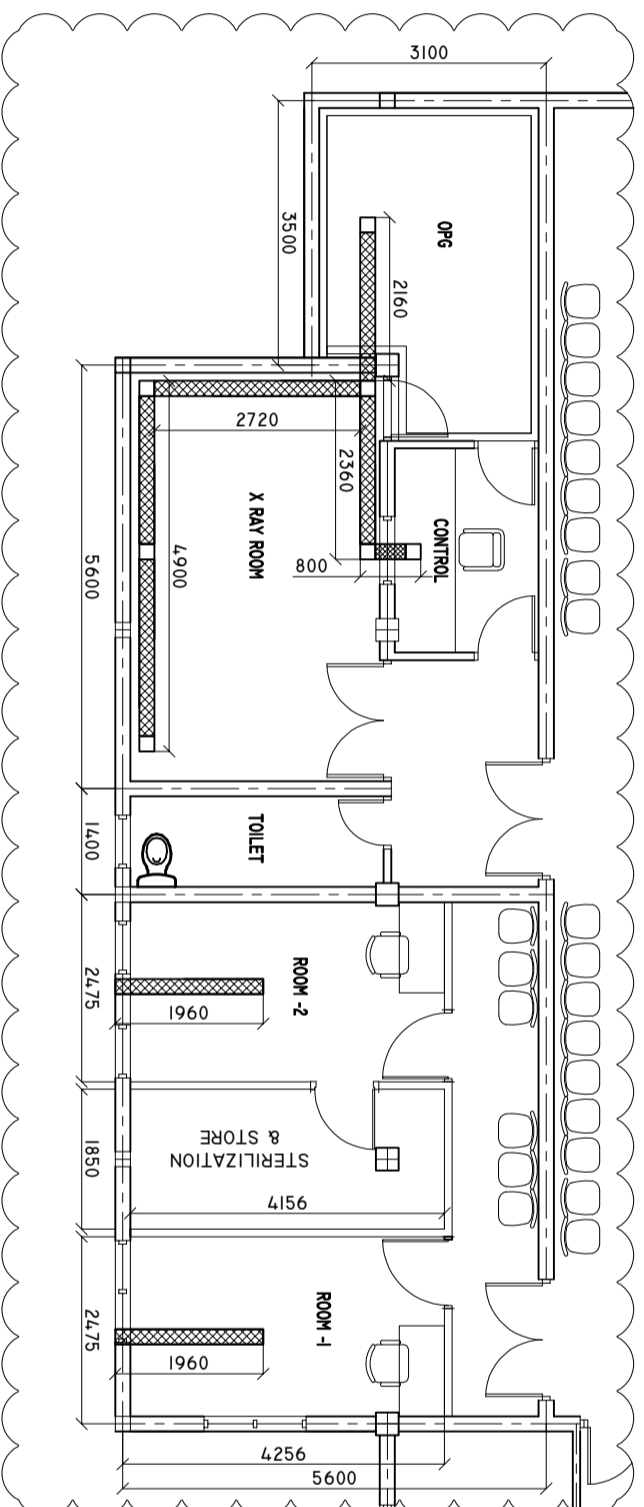 3100
3500
OPG
2160
2720
2360
X RAY ROOM
CONTROL
800
4900
5600
TOILET
1400
ROOM -2
2475
1960
STERILIZATION
& STORE
1850
4156
ROOM -1
2475
1960
4256
5600